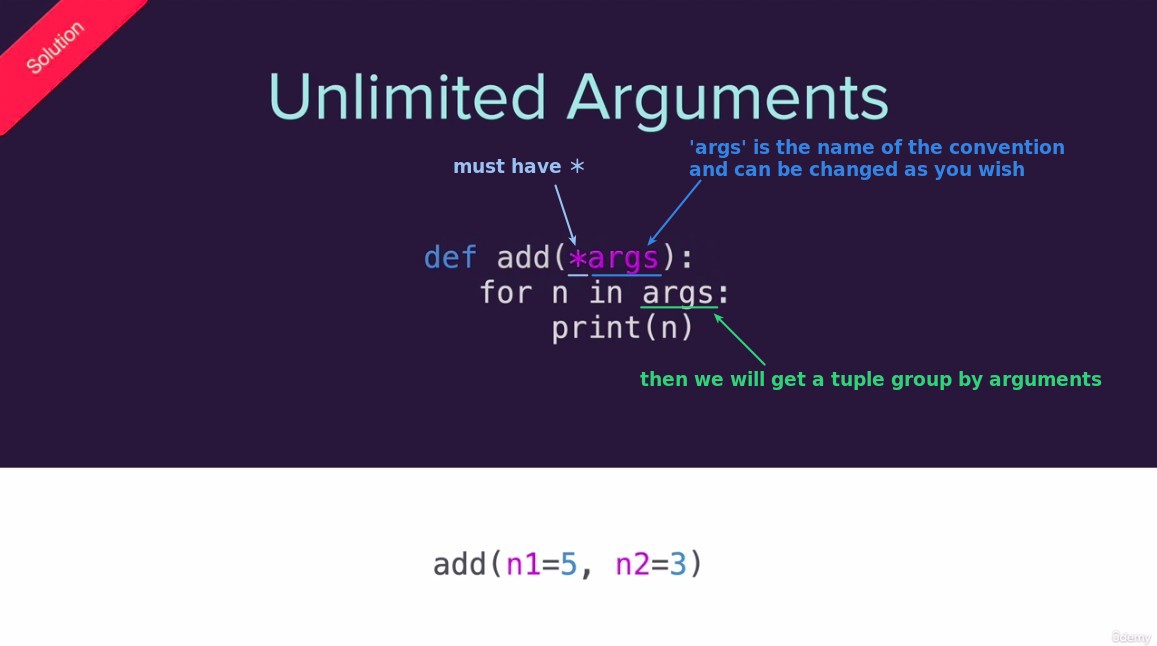 Solution
Unlimited Arguments
must have *
'args' is the name of the convention
and can be changed as you wish
def add(*args):
    for n in args:
        print(n)
then we will get a tuple group by arguments
add(n1=5, n2=3)
ûdemy